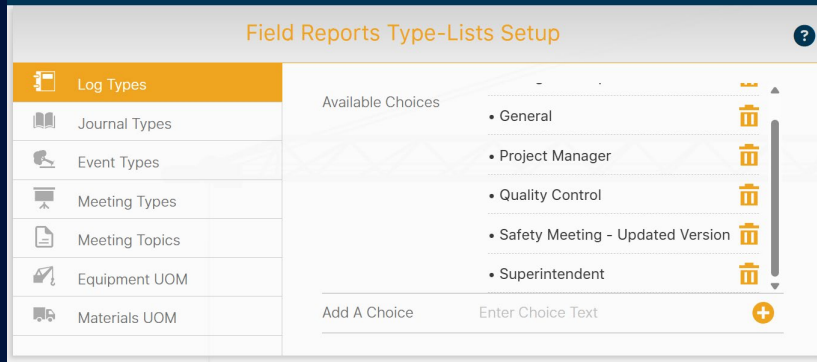 Field Reports Type-Lists Setup
?
Log Types
Journal Types
Event Types
Meeting Types
Meeting Topics
Equipment UOM
Materials UOM
Available Choices
• General
• Project Manager
• Quality Control
• Safety Meeting - Updated Version
• Superintendent
Add A Choice
Enter Choice Text